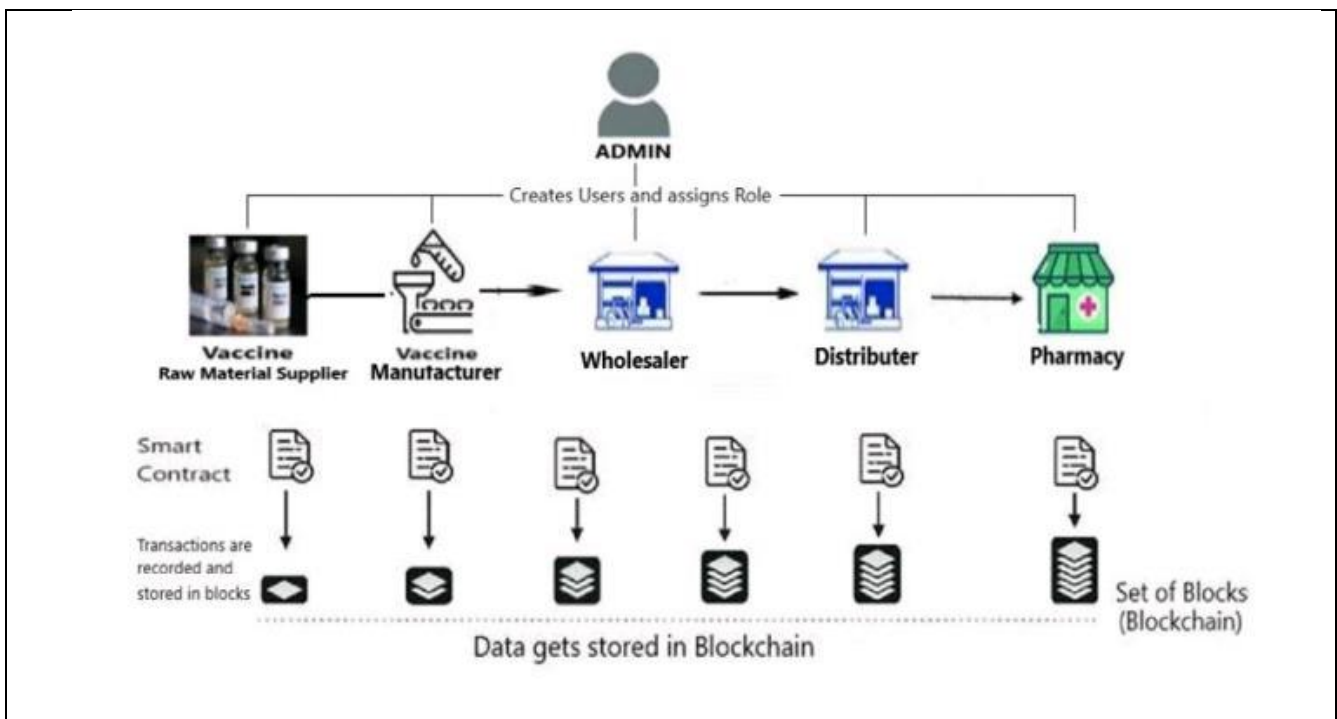 ADMIN
Creates Users and assigns Role
Vaccine
Raw Material Supplier
Vaccine
Manufacturer
Wholesaler
Distributer
Pharmacy
Smart
Contract
Transactions are
recorded and
stored in blocks
Set of Blocks
(Blockchain)
Data gets stored in Blockchain